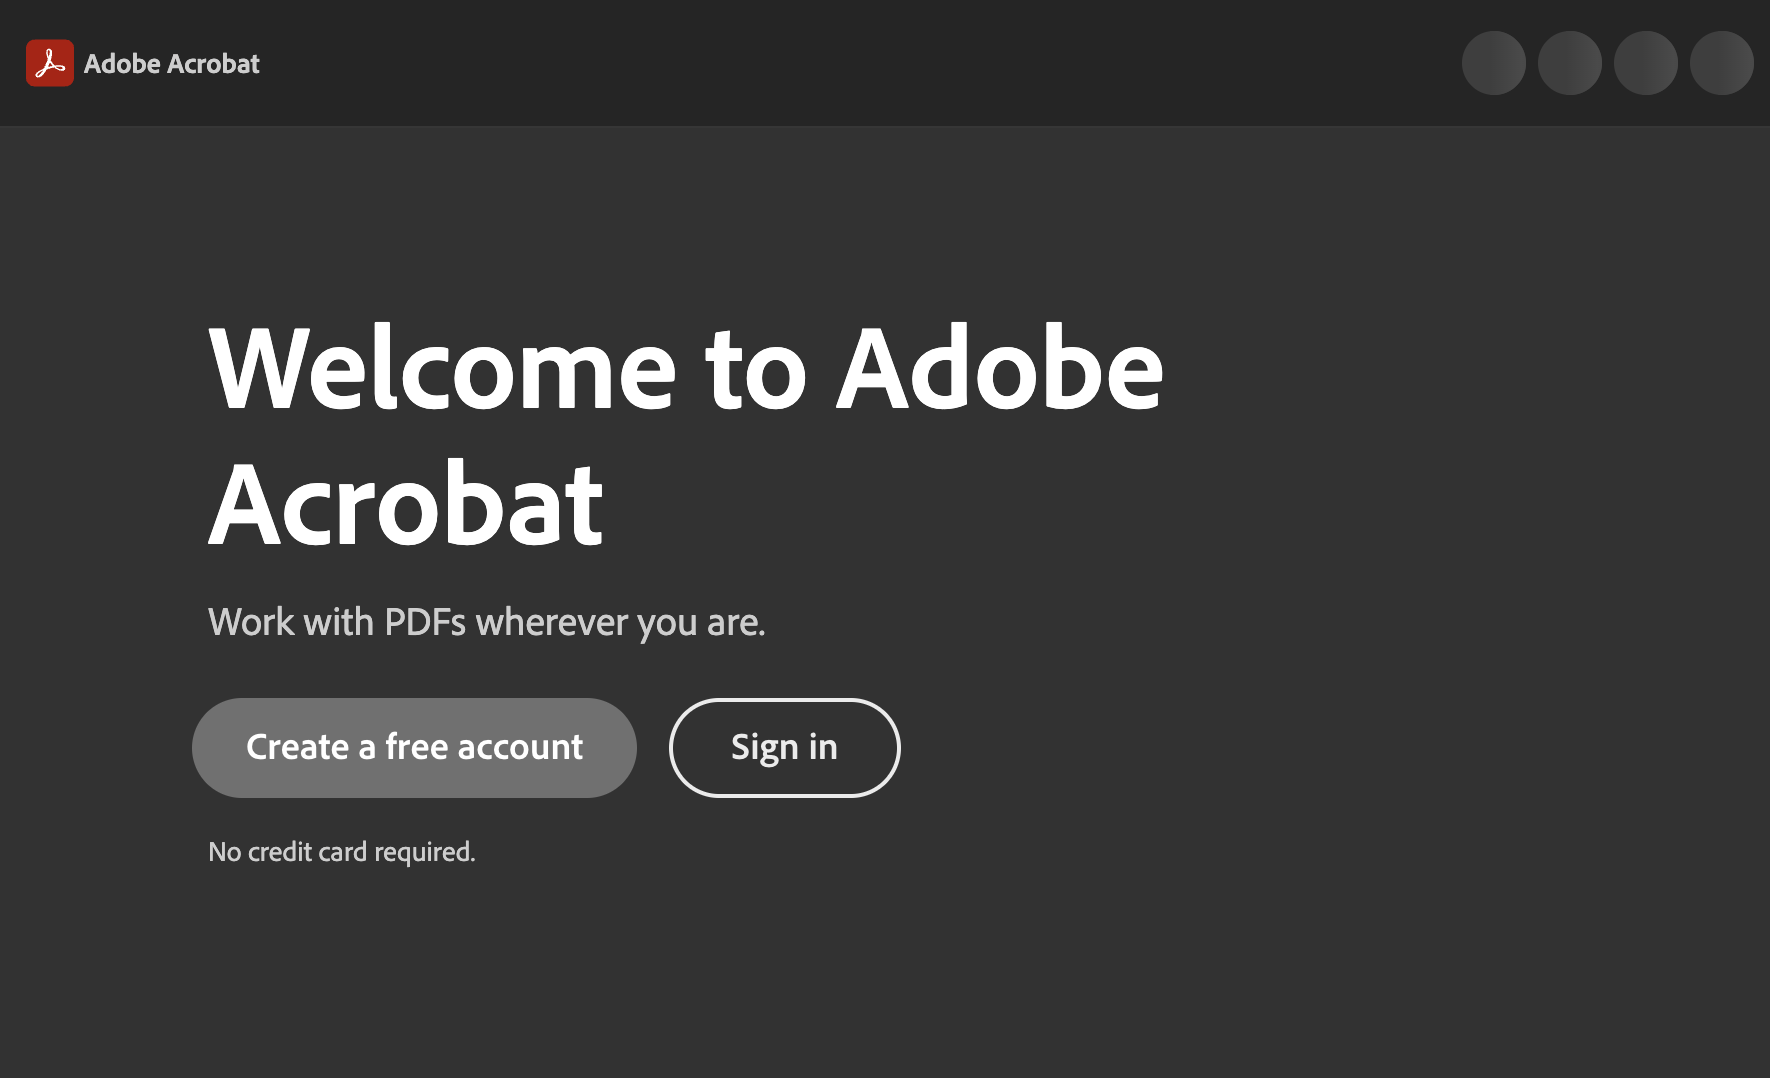 Adobe Acrobat
Welcome to Adobe
Acrobat
Work with PDFs wherever you are.
Create a free account
Sign in
No credit card required.